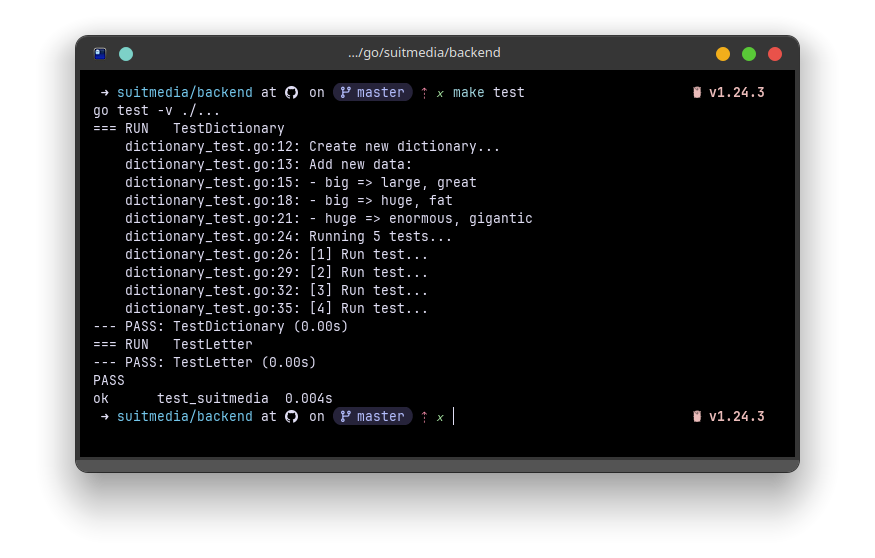 .../go/suitmedia/backend
➜ suitmedia/backend at on master ⇡ x make test v1.24.3
go test -v ./...
=== RUN   TestDictionary
    dictionary_test.go:12: Create new dictionary...
    dictionary_test.go:13: Add new data:
    dictionary_test.go:15: - big => large, great
    dictionary_test.go:18: - big => huge, fat
    dictionary_test.go:21: - huge => enormous, gigantic
    dictionary_test.go:24: Running 5 tests...
    dictionary_test.go:26: [1] Run test...
    dictionary_test.go:29: [2] Run test...
    dictionary_test.go:32: [3] Run test...
    dictionary_test.go:35: [4] Run test...
--- PASS: TestDictionary (0.00s)
=== RUN   TestLetter
--- PASS: TestLetter (0.00s)
PASS
ok      test_suitmedia  0.004s
➜ suitmedia/backend at on master ⇡ x v1.24.3